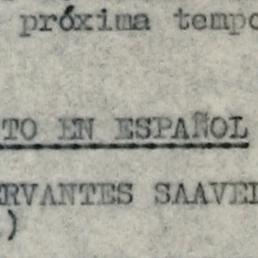 próxima tempo
TO EN ESPAÑOL
RVANTES SAAVE
)